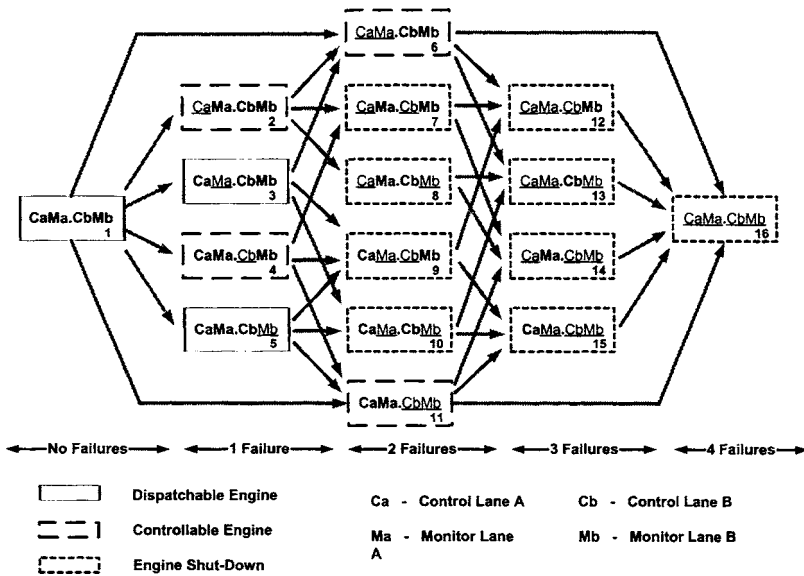 CaMa.CbMb
6
CaMa.CbMb
2
CaMa.CbMb
7
CaMa.CbMb
12
CaMa.CbMb
3
CaMa.CbMb
8
CaMa.CbMb
13
CaMa.CbMb
1
CaMa.CbMb
16
CaMa.CbMb
4
CaMa.CbMb
9
CaMa.CbMb
14
CaMa.CbMb
5
CaMa.CbMb
10
CaMa.CbMb
15
CaMa.CbMb
11
No Failures
1 Failure
2 Failures
3 Failures
4 Failures
Dispatchable Engine
Ca - Control Lane A
Cb - Control Lane B
Controllable Engine
Ma - Monitor Lane
A
Mb - Monitor Lane B
Engine Shut-Down